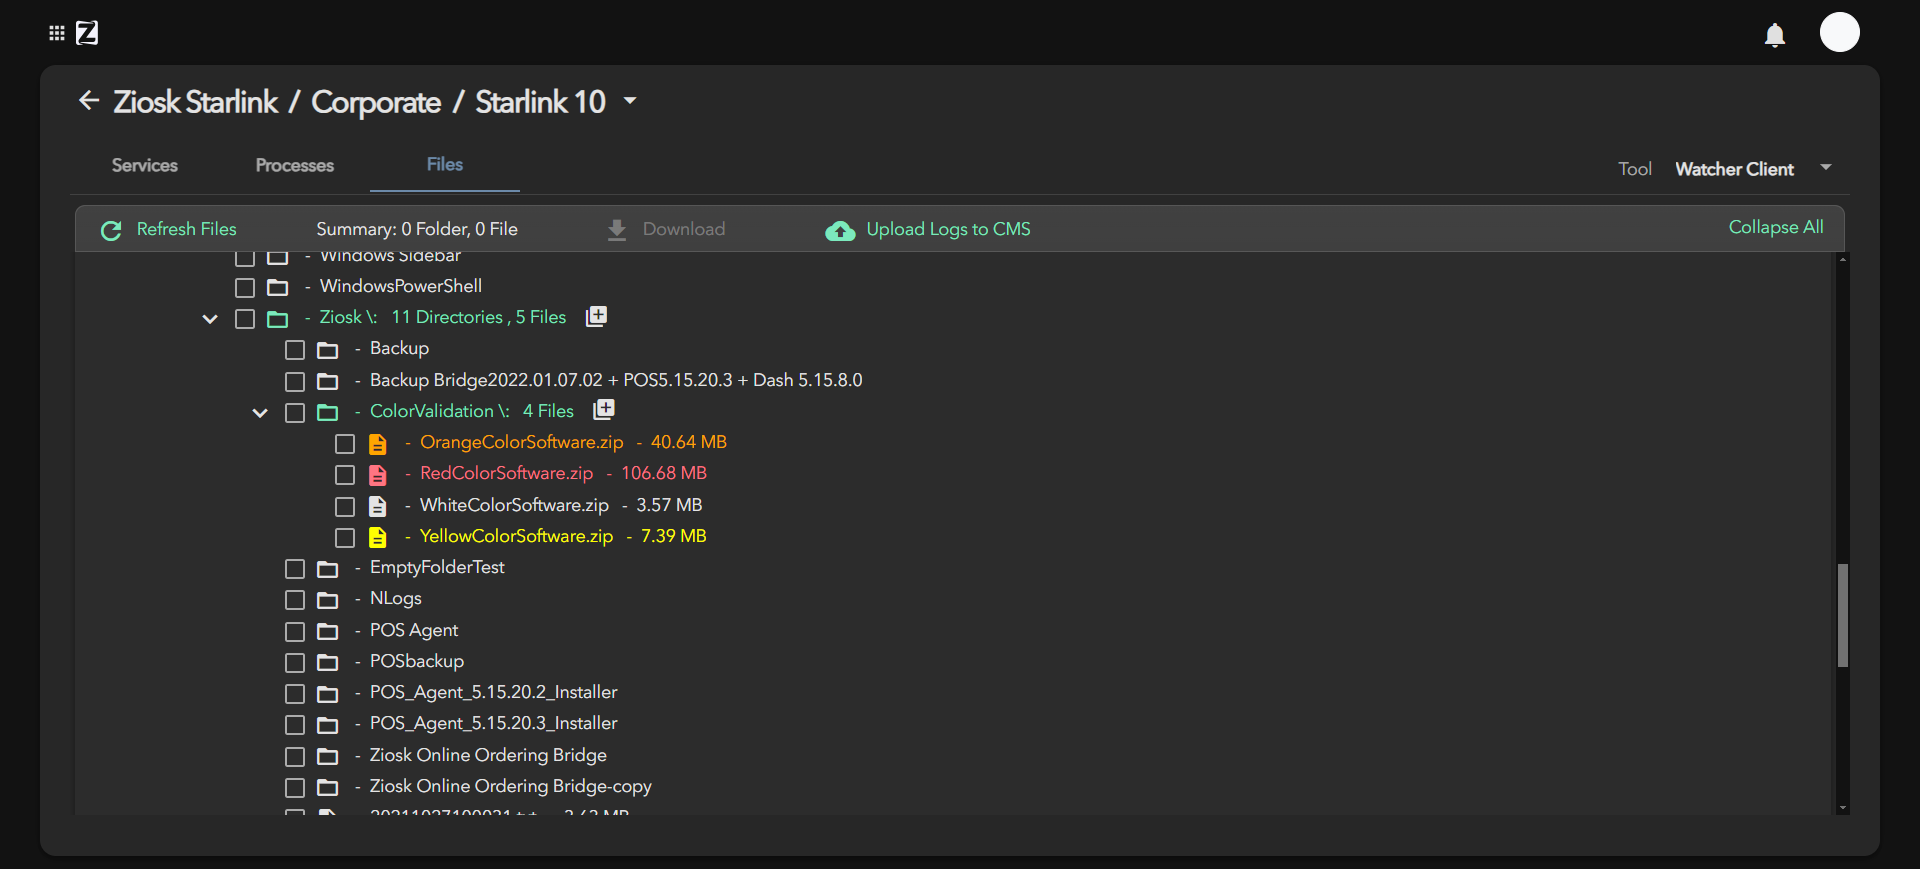 Z
Ziosk Starlink / Corporate / Starlink 10
Services Processes Files Tool Watcher Client
Refresh Files Summary: 0 Folder, 0 File Download Upload Logs to CMS Collapse All
- Windows Sidebar
- WindowsPowerShell
- Ziosk \: 11 Directories , 5 Files
- Backup
- Backup Bridge2022.01.07.02 + POS5.15.20.3 + Dash 5.15.8.0
- ColorValidation \: 4 Files
- OrangeColorSoftware.zip - 40.64 MB
- RedColorSoftware.zip - 106.68 MB
- WhiteColorSoftware.zip - 3.57 MB
- YellowColorSoftware.zip - 7.39 MB
- EmptyFolderTest
- NLogs
- POS Agent
- POSbackup
- POS_Agent_5.15.20.2_Installer
- POS_Agent_5.15.20.3_Installer
- Ziosk Online Ordering Bridge
- Ziosk Online Ordering Bridge-copy